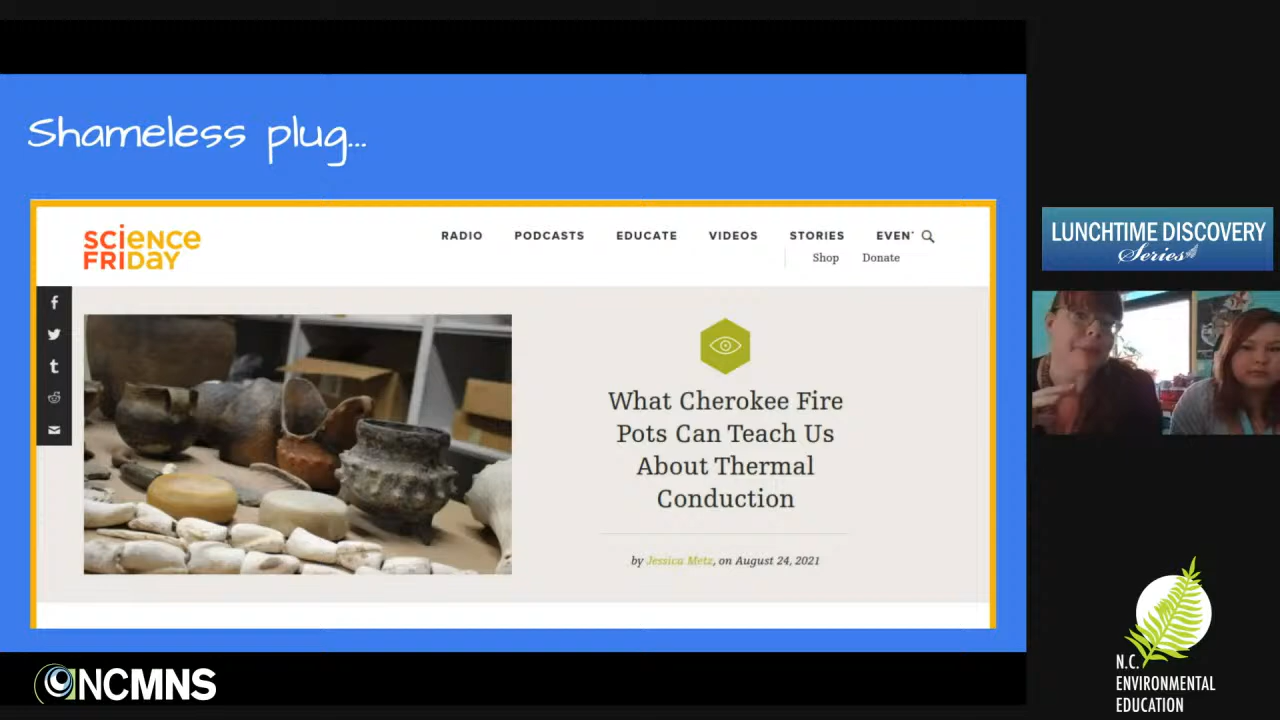 Shameless plug...
SCIENCE
FRIDAY
RADIO PODCASTS EDUCATE VIDEOS STORIES EVEN
Shop Donate
What Cherokee Fire
Pots Can Teach Us
About Thermal
Conduction
by Jessica Metz, on August 24, 2021
LUNCHTIME DISCOVERY
Series
NCMNS
N.C.
ENVIRONMENTAL
EDUCATION